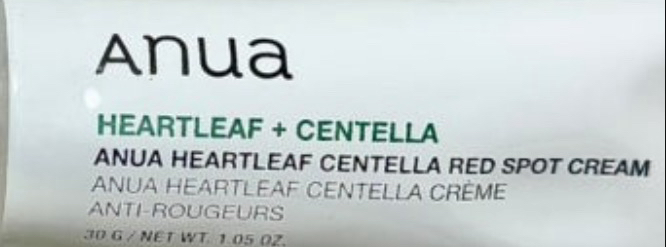 Anua
HEARTLEAF + CENTELLA
ANUA HEARTLEAF CENTELLA RED SPOT CREAM
ANUA HEARTLEAF CENTELLA CRÈME
ANTI-ROUGEURS
30 G / NET WT. 1.05 OZ.